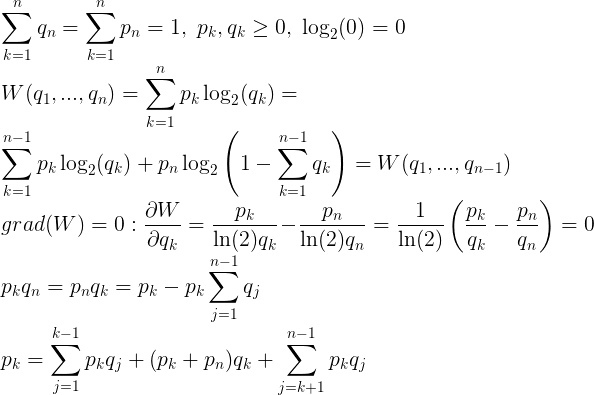 \sum_{k=1}^{n} q_n = \sum_{k=1}^{n} p_n = 1, \ p_k, q_k \geq 0, \ \log_2(0) = 0
W(q_1, ..., q_n) = \sum_{k=1}^{n} p_k \log_2(q_k) =
\sum_{k=1}^{n-1} p_k \log_2(q_k) + p_n \log_2 \left( 1 - \sum_{k=1}^{n-1} q_k \right) = W(q_1, ..., q_{n-1})
grad(W) = 0 : \frac{\partial W}{\partial q_k} = \frac{p_k}{\ln(2) q_k} - \frac{p_n}{\ln(2) q_n} = \frac{1}{\ln(2)} \left( \frac{p_k}{q_k} - \frac{p_n}{q_n} \right) = 0
p_k q_n = p_n q_k = p_k - p_k \sum_{j=1}^{n-1} q_j
p_k = \sum_{j=1}^{k-1} p_k q_j + (p_k + p_n) q_k + \sum_{j=k+1}^{n-1} p_k q_j